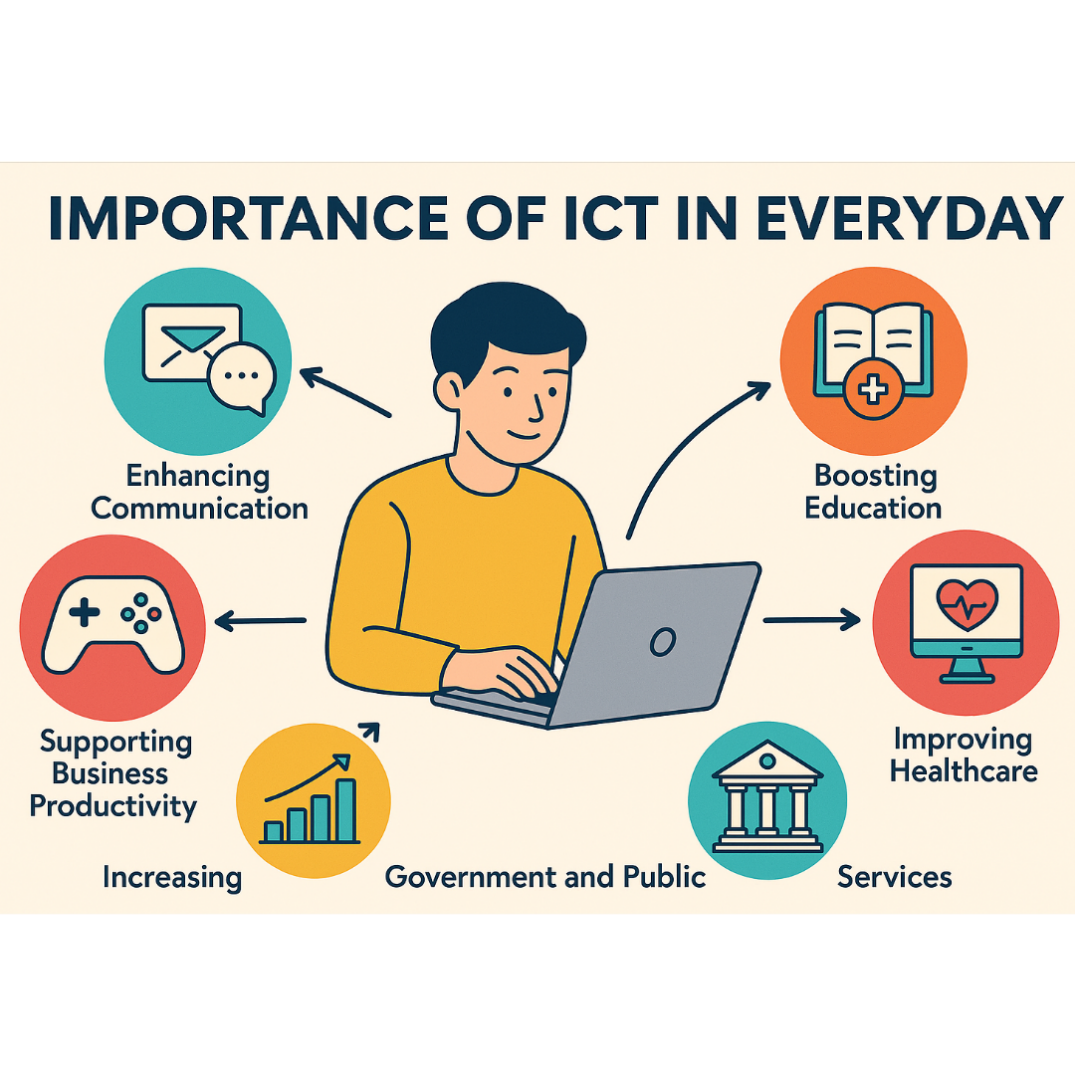 IMPORTANCE OF ICT IN EVERYDAY
Enhancing
Communication
Boosting
Education
Supporting
Business
Productivity
Improving
Healthcare
Increasing
Government and Public
Services